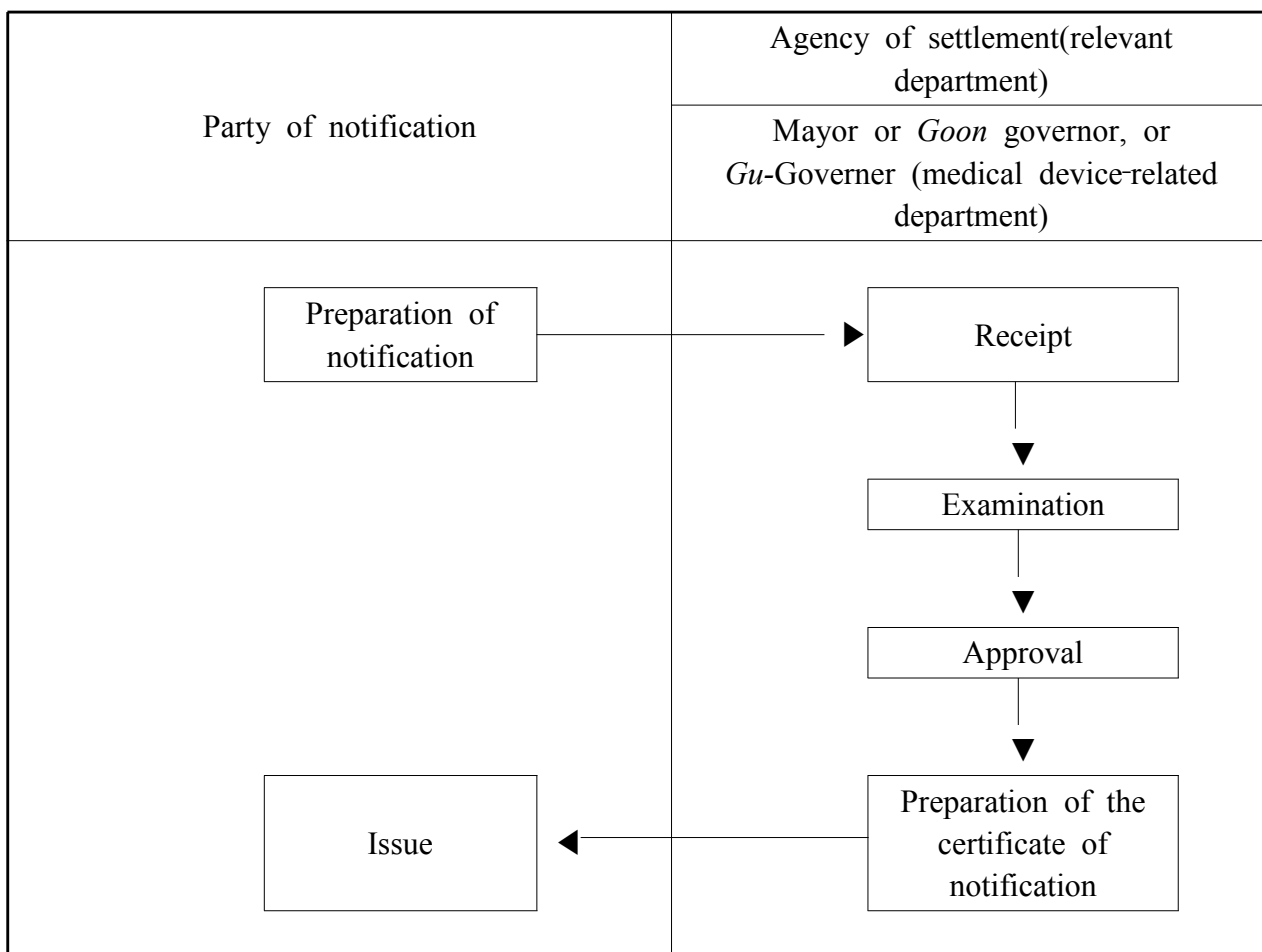 Party of notification
Agency of settlement(relevant
department)
Mayor or Goon governor, or
Gu-Governer (medical device-related
department)
Preparation of
notification
Receipt
Examination
Approval
Preparation of the
certificate of
notification
Issue